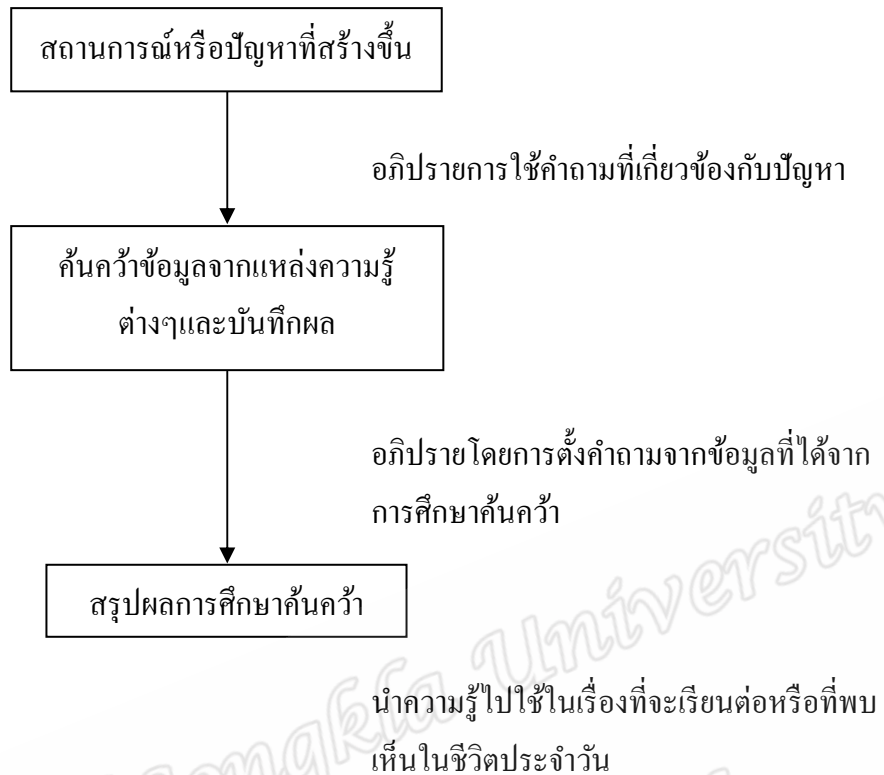 สถานการณ์หรือปัญหาที่สร้างขึ้น
อภิปรายการใช้คำถามที่เกี่ยวข้องกับปัญหา
ค้นคว้าข้อมูลจากแหล่งความรู้
ต่างๆและบันทึกผล
อภิปรายโดยการตั้งคำถามจากข้อมูลที่ได้จาก
การศึกษาค้นคว้า
สรุปผลการศึกษาค้นคว้า
นำความรู้ไปใช้ในเรื่องที่จะเรียนต่อหรือที่พบ
เห็นในชีวิตประจำวัน
Songkla University